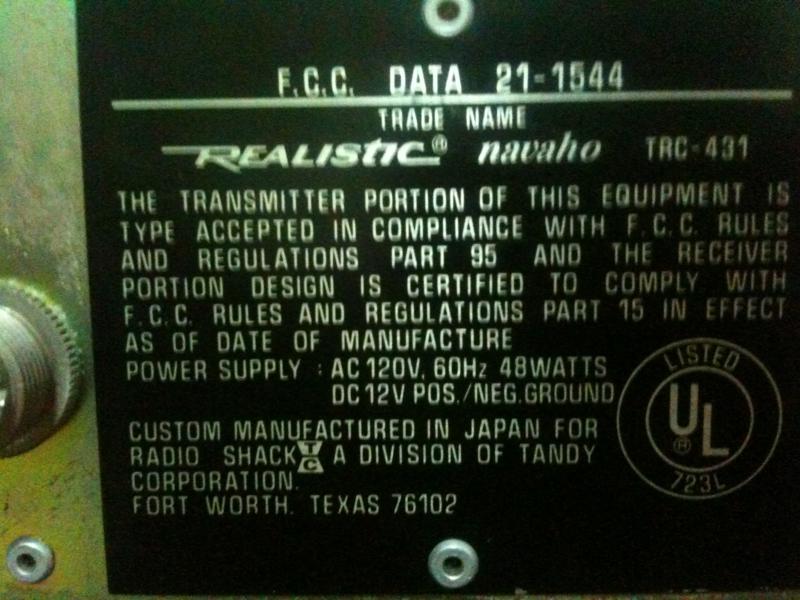 F.C.C. DATA 21-1544
TRADE NAME
REALISTIC® navaho TRC-431
THE TRANSMITTER PORTION OF THIS EQUIPMENT IS
TYPE ACCEPTED IN COMPLIANCE WITH F.C.C. RULES
AND REGULATIONS PART 95 AND THE RECEIVER
PORTION DESIGN IS CERTIFIED TO COMPLY WITH
F.C.C. RULES AND REGULATIONS PART 15 IN EFFECT
AS OF DATE OF MANUFACTURE
POWER SUPPLY : AC 120V, 60Hz 48WATTS
DC 12V POS./NEG.GROUND
LISTED
UL®
723L
CUSTOM MANUFACTURED IN JAPAN FOR
RADIO SHACK TC A DIVISION OF TANDY
CORPORATION.
FORT WORTH. TEXAS 76102